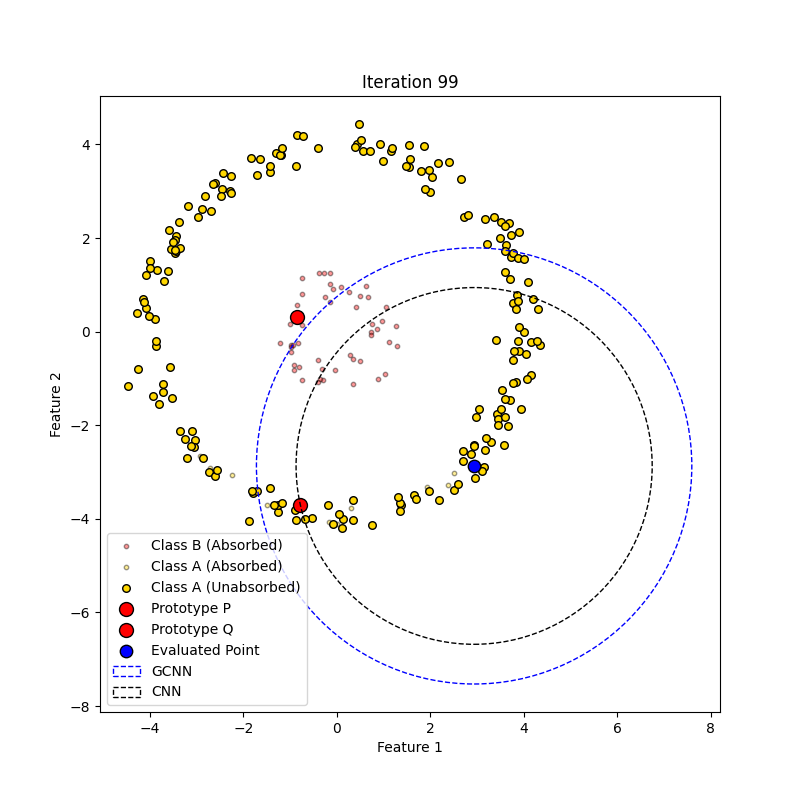 Iteration 99
4
2
0
−2
−4
−6
−8
Feature 2
Class B (Absorbed)
Class A (Absorbed)
Class A (Unabsorbed)
Prototype P
Prototype Q
Evaluated Point
GCNN
CNN
−4 −2 0 2 4 6 8
Feature 1